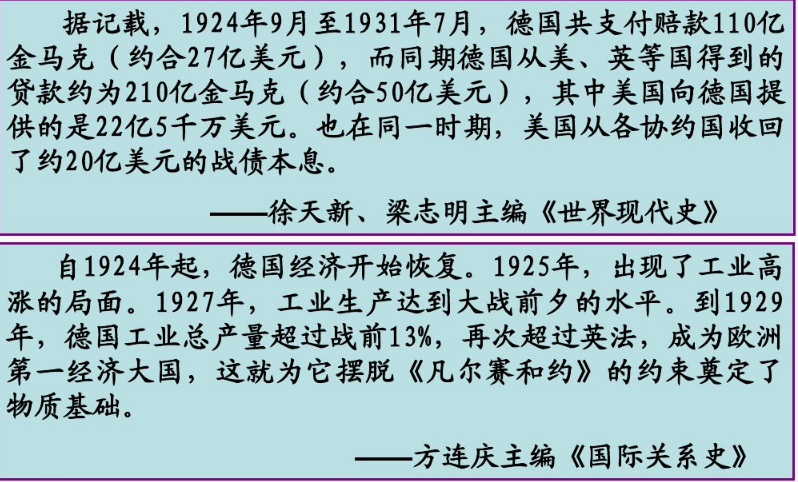 据记载，1924年9月至1931年7月，德国共支付赔款110亿
金马克（约合27亿美元），而同期德国从美、英等国得到的
贷款约为210亿金马克（约合50亿美元），其中美国向德国提
供的是22亿5千万美元。也在同一时期，美国从各协约国收回
了约20亿美元的战债本息。
——徐天新、梁志明主编《世界现代史》
自1924年起，德国经济开始恢复。1925年，出现了工业高
涨的局面。1927年，工业生产达到大战前夕的水平。到1929
年，德国工业总产量超过战前13%，再次超过英法，成为欧洲
第一经济大国，这就为它摆脱《凡尔赛和约》的约束奠定了
物质基础。
——方连庆主编《国际关系史》